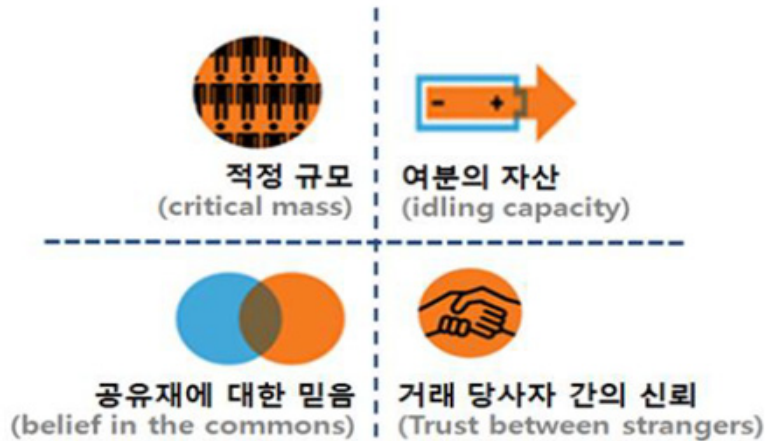 적정 규모
(critical mass)
여분의 자산
(idling capacity)
공유재에 대한 믿음
(belief in the commons)
거래 당사자 간의 신뢰
(Trust between strangers)